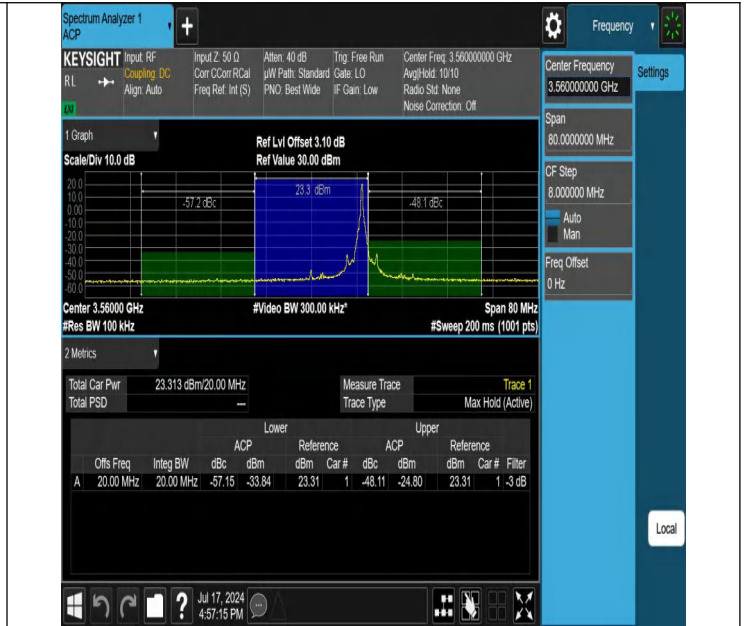 Spectrum Analyzer 1
ACP
+
Frequency
KEYSIGHT
RL
Input: RF
Coupling: DC
Align: Auto
Input Z: 50 Ω
Corr CCorr RCal
Freq Ref: Int (S)
Atten: 40 dB
µW Path: Standard
PNO: Best Wide
Trig: Free Run
Gate: LO
IF Gain: Low
Center Freq: 3.560000000 GHz
Avg|Hold: 10/10
Radio Std: None
Noise Correction: Off
Center Frequency
3.560000000 GHz
Settings
Span
80.0000000 MHz
CF Step
8.000000 MHz
Auto
Man
Freq Offset
0 Hz
1 Graph
Scale/Div 10.0 dB
Ref Lvl Offset 3.10 dB
Ref Value 30.00 dBm
20.0
10.0
0.00
-10.0
-20.0
-30.0
-40.0
-50.0
-60.0
-57.2 dBc
23.3 dBm
-48.1 dBc
Center 3.56000 GHz
#Video BW 300.00 kHz*
Span 80 MHz
#Res BW 100 kHz
#Sweep 200 ms (1001 pts)
2 Metrics
Total Car Pwr 23.313 dBm/20.00 MHz
Total PSD ---
Measure Trace Trace 1
Trace Type Max Hold (Active)
Lower Upper
ACP Reference ACP Reference
Offs Freq Integ BW dBc dBm dBm Car # dBc dBm dBm Car # Filter
A 20.00 MHz 20.00 MHz -57.15 -33.84 23.31 1 -48.11 -24.80 23.31 1 -3 dB
Local
?
Jul 17, 2024
4:57:15 PM